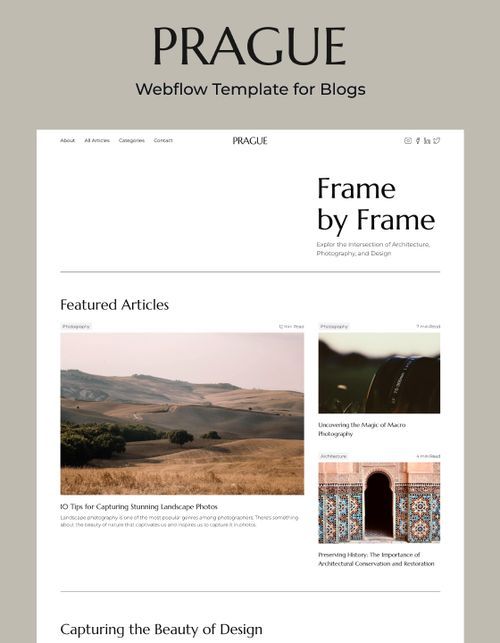 PRAGUE
Webflow Template for Blogs
About All Articles Categories Contact PRAGUE
Frame
by Frame
Explor the Intersection of Architecture,
Photography, and Design
Featured Articles
Photography 12 min Read
10 Tips for Capturing Stunning Landscape Photos
Landscape photography is one of the most popular genres among photographers. There's something
about the beauty of nature that captivates us and inspires us to capture it in photos.
Photography 7 min Read
Uncovering the Magic of Macro
Photography
Architecture 4 min Read
Preserving History: The Importance of
Architectural Conservation and Restoration
Capturing the Beauty of Design